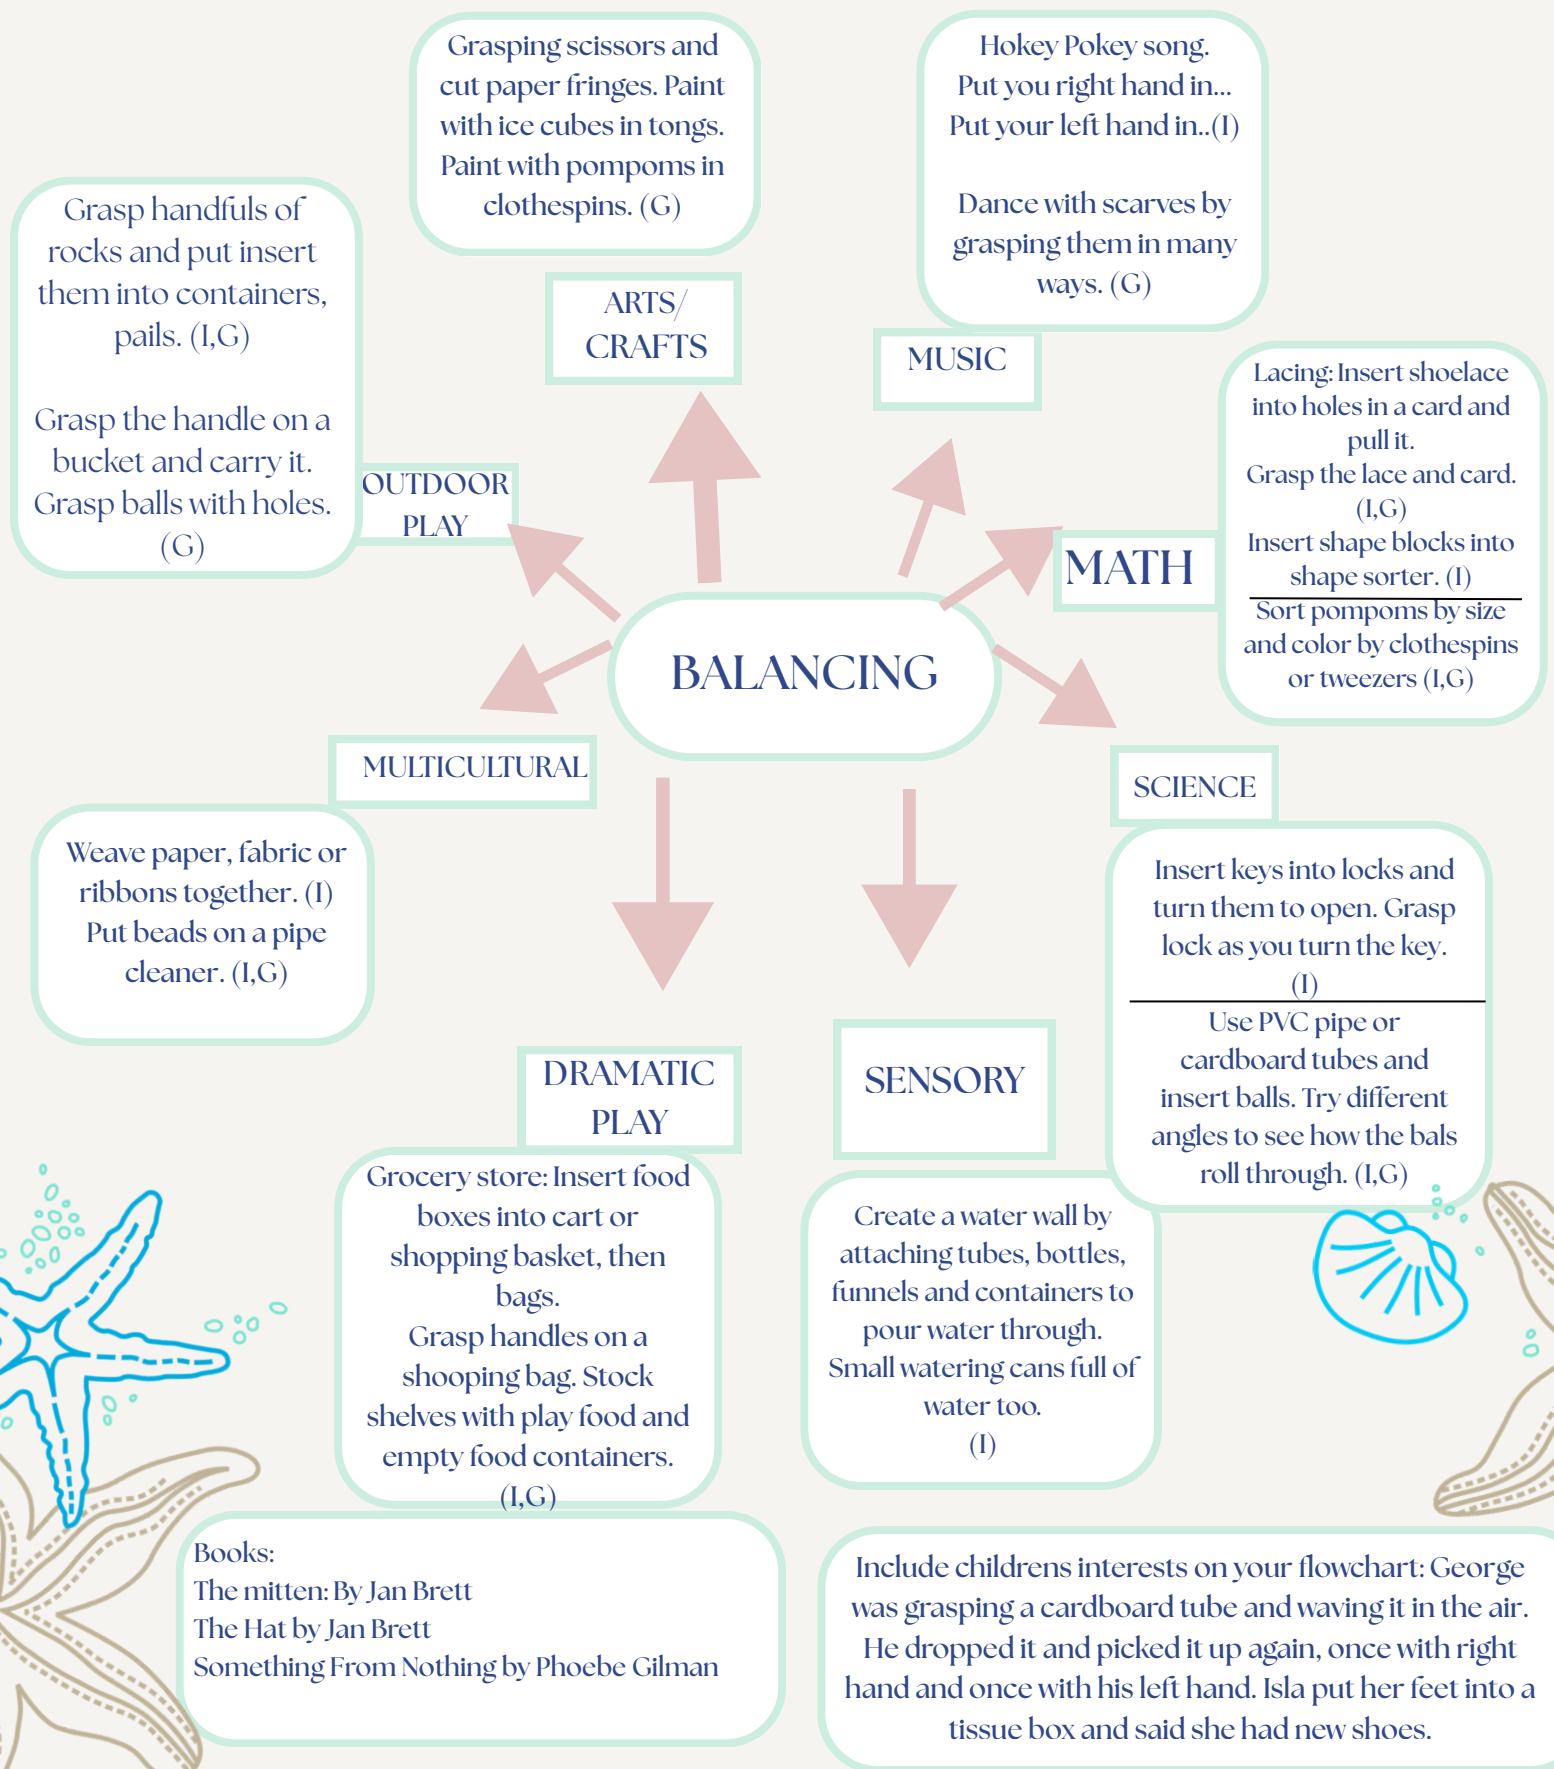 Grasping scissors and
cut paper fringes. Paint
with ice cubes in tongs.
Paint with pompoms in
clothespins. (G)
ARTS/
CRAFTS
Hokey Pokey song.
Put you right hand in...
Put your left hand in..(I)
Dance with scarves by
grasping them in many
ways. (G)
MUSIC
Grasp handfuls of
rocks and put insert
them into containers,
pails. (I,G)
Grasp the handle on a
bucket and carry it.
Grasp balls with holes.
(G)
OUTDOOR
PLAY
MATH
Lacing: Insert shoelace
into holes in a card and
pull it.
Grasp the lace and card.
(I,G)
Insert shape blocks into
shape sorter. (I)
Sort pompoms by size
and color by clothespins
or tweezers (I,G)
BALANCING
MULTICULTURAL
Weave paper, fabric or
ribbons together. (I)
Put beads on a pipe
cleaner. (I,G)
SCIENCE
Insert keys into locks and
turn them to open. Grasp
lock as you turn the key.
(I)
Use PVC pipe or
cardboard tubes and
insert balls. Try different
angles to see how the bals
roll through. (I,G)
DRAMATIC
PLAY
Grocery store: Insert food
boxes into cart or
shopping basket, then
bags.
Grasp handles on a
shooping bag. Stock
shelves with play food and
empty food containers.
(I,G)
SENSORY
Create a water wall by
attaching tubes, bottles,
funnels and containers to
pour water through.
Small watering cans full of
water too.
(I)
Books:
The mitten: By Jan Brett
The Hat by Jan Brett
Something From Nothing by Phoebe Gilman
Include childrens interests on your flowchart: George
was grasping a cardboard tube and waving it in the air.
He dropped it and picked it up again, once with right
hand and once with his left hand. Isla put her feet into a
tissue box and said she had new shoes.